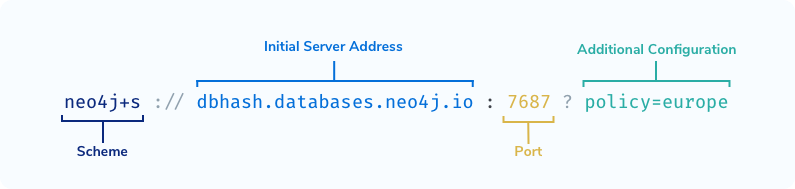 Initial Server Address
Additional Configuration
neo4j+s :// dbhash.databases.neo4j.io : 7687 ? policy=europe
Scheme
Port